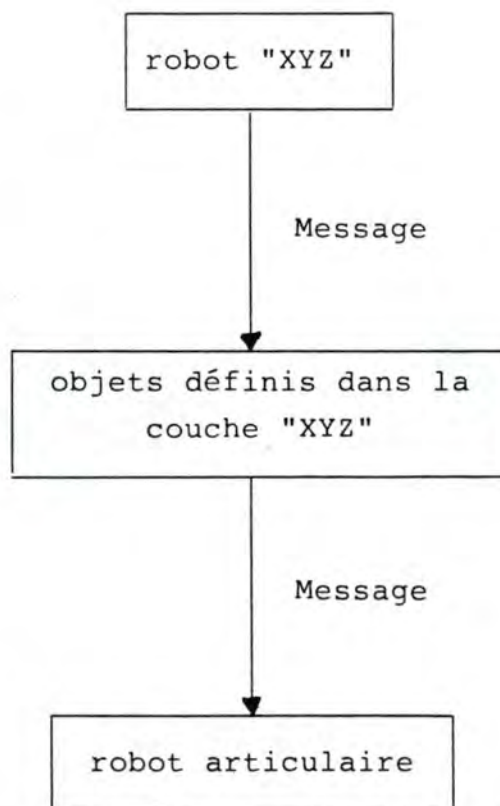 robot "XYZ"
Message
objets définis dans la
couche "XYZ"
Message
robot articulaire